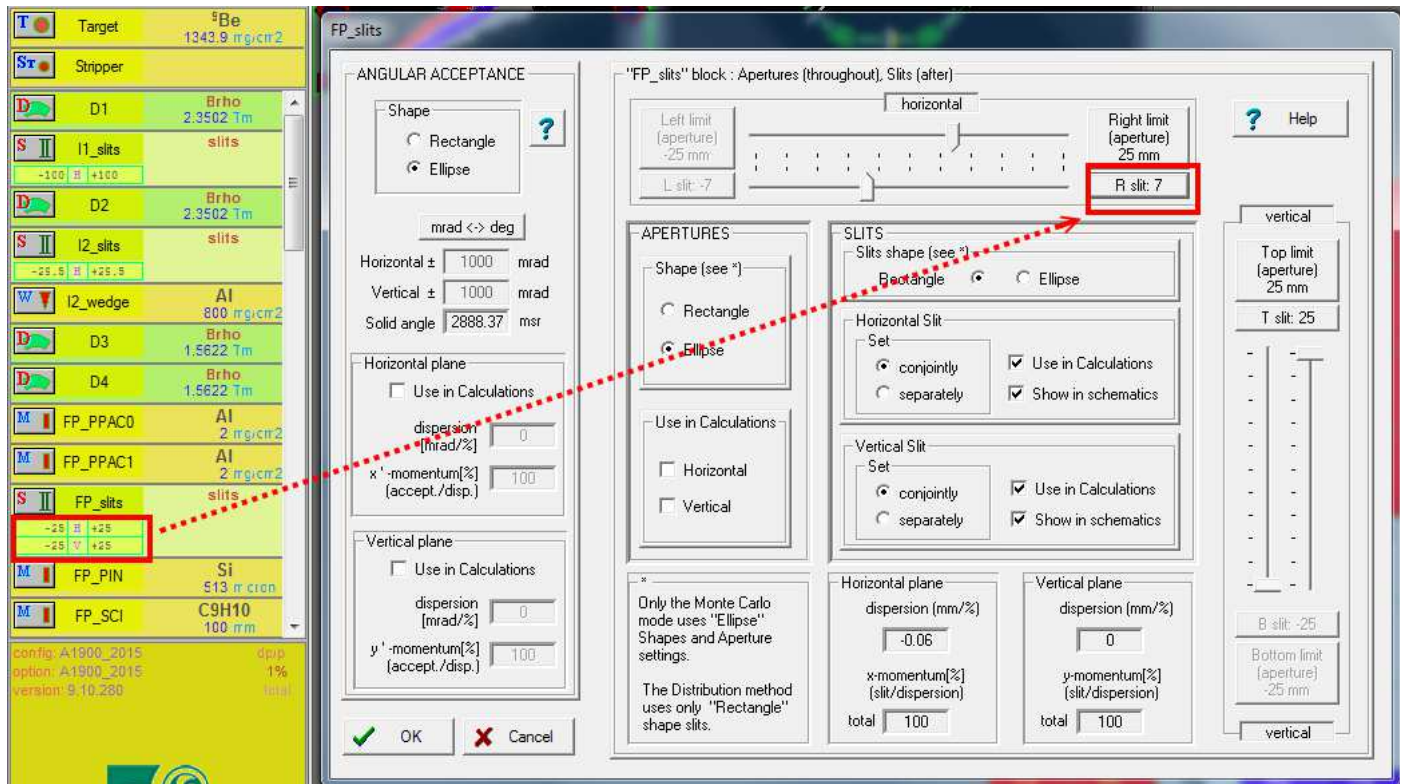 Target
9Be
1343.9 mg/cm2
Stripper
D1
Brho
2.3502 Tm
I1_slits
slits
-100 H +100
D2
Brho
2.3502 Tm
I2_slits
slits
-25.5 H +25.5
I2_wedge
Al
800 mg/cm2
D3
Brho
1.5622 Tm
D4
Brho
1.5622 Tm
FP_PPAC0
Al
2 mg/cm2
FP_PPAC1
Al
2 mg/cm2
FP_slits
slits
-25 H +25
-25 V +25
FP_PIN
Si
513 micron
FP_SCI
C9H10
100 mm
config: A1900_2015
dp/p
option: A1900_2015
1%
version: 9.10.280
total
FP_slits
ANGULAR ACCEPTANCE
Shape
Rectangle
Ellipse
?
mrad <-> deg
Horizontal ± 1000 mrad
Vertical ± 1000 mrad
Solid angle 2888.37 msr
Horizontal plane
Use in Calculations
dispersion
[mrad/%]
0
x '-momentum[%]
(accept./disp.)
100
Vertical plane
Use in Calculations
dispersion
[mrad/%]
0
y '-momentum[%]
(accept./disp.)
100
OK
Cancel
"FP_slits" block : Apertures (throughout), Slits (after)
horizontal
Left limit
(aperture)
-25 mm
L slit: -7
Right limit
(aperture)
25 mm
R slit: 7
? Help
APERTURES
Shape (see *)
Rectangle
Ellipse
Use in Calculations
Horizontal
Vertical
SLITS
Slits shape (see *)
Rectangle
Ellipse
Horizontal Slit
Set
conjointly
separately
Use in Calculations
Show in schematics
Vertical Slit
Set
conjointly
separately
Use in Calculations
Show in schematics
*
Only the Monte Carlo
mode uses "Ellipse"
Shapes and Aperture
settings.
The Distribution method
uses only "Rectangle"
shape slits.
Horizontal plane
dispersion (mm/%)
-0.06
x-momentum[%]
(slit/dispersion)
total 100
Vertical plane
dispersion (mm/%)
0
y-momentum[%]
(slit/dispersion)
total 100
vertical
Top limit
(aperture)
25 mm
T slit: 25
B slit: -25
Bottom limit
(aperture)
-25 mm
vertical